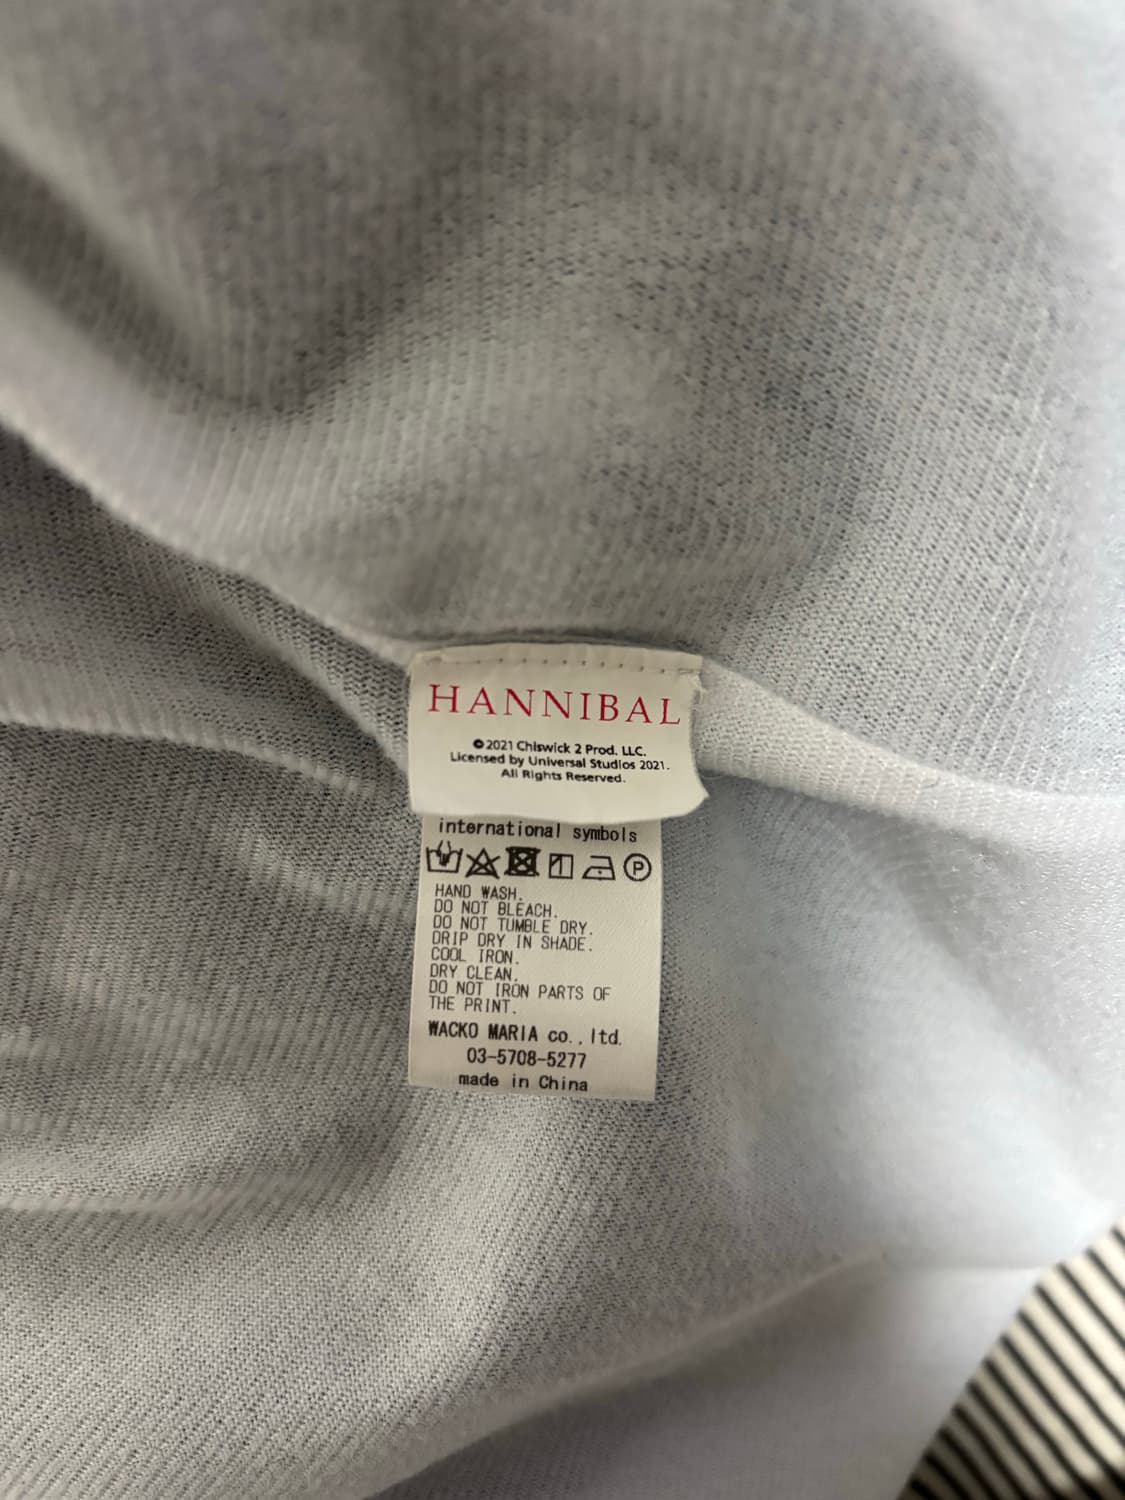 HANNIBAL
©2021 Chiswick 2 Prod. LLC.
Licensed by Universal Studios 2021.
All Rights Reserved.
international symbols
P
HAND WASH.
DO NOT BLEACH.
DO NOT TUMBLE DRY.
DRIP DRY IN SHADE.
COOL IRON.
DRY CLEAN.
DO NOT IRON PARTS OF
THE PRINT.
WACKO MARIA co.,ltd.
03-5708-5277
made in China